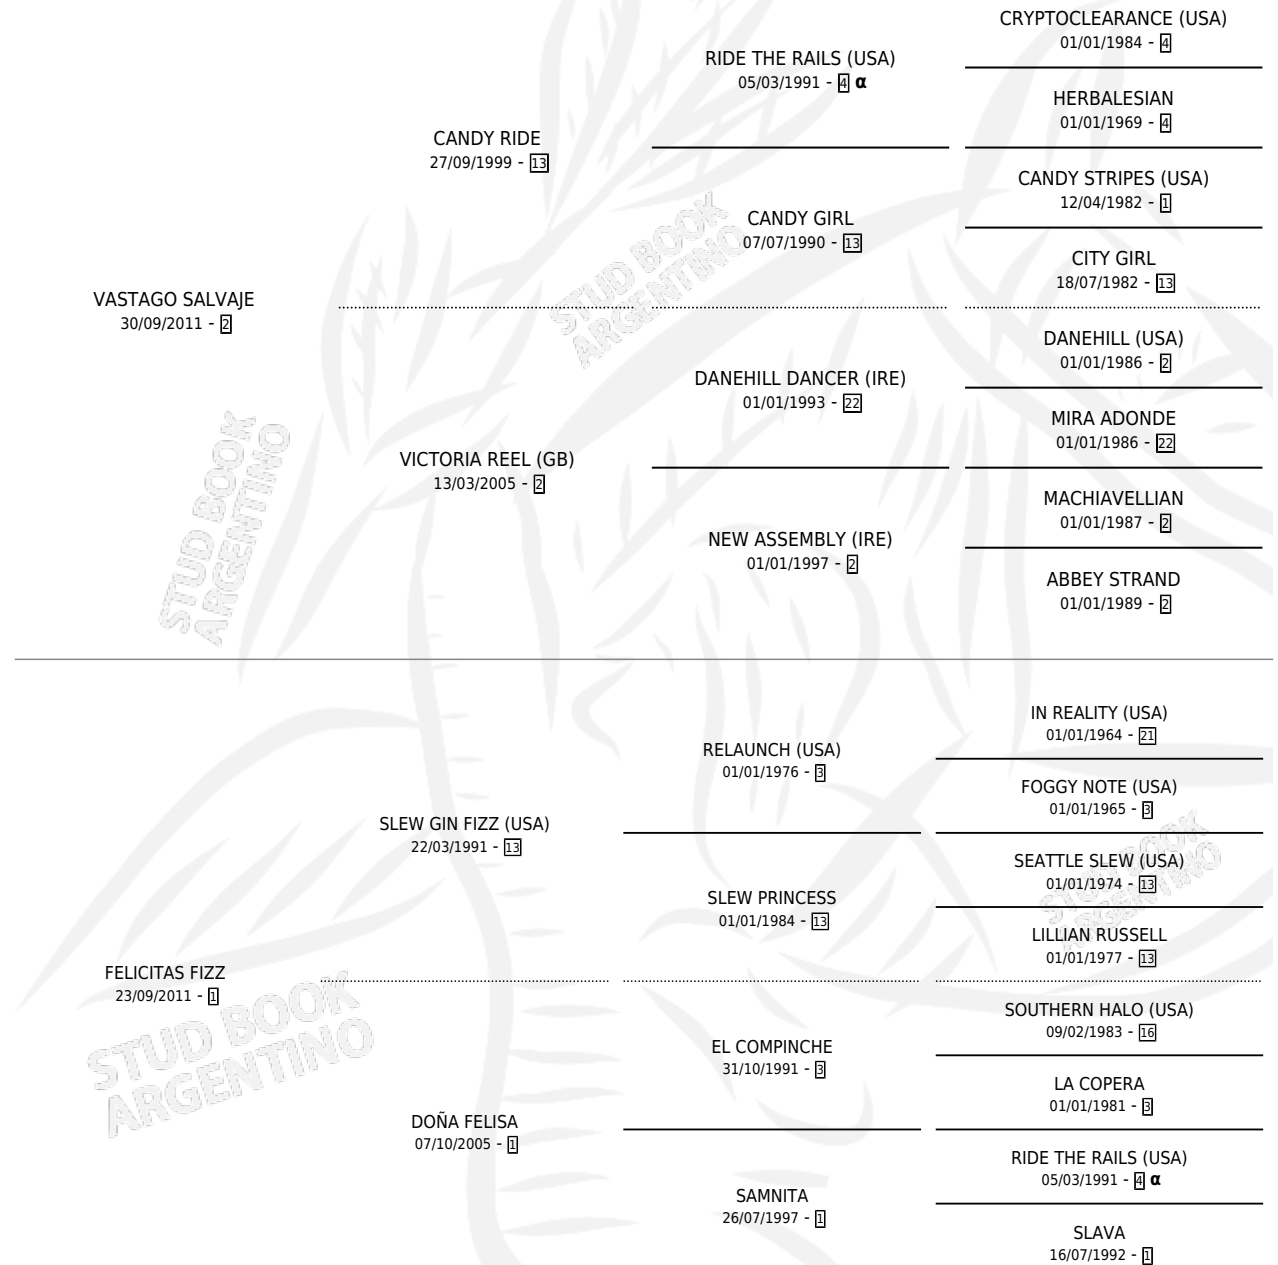 CRYPTOCLEARANCE (USA)
01/01/1984 - 4
RIDE THE RAILS (USA)
05/03/1991 - 4 α
HERBALESIAN
01/01/1969 - 4
CANDY RIDE
27/09/1999 - 13
CANDY STRIPES (USA)
12/04/1982 - 1
CANDY GIRL
07/07/1990 - 13
CITY GIRL
18/07/1982 - 13
VASTAGO SALVAJE
30/09/2011 - 2
STUD BOOK
ARGENTINO
DANEHILL (USA)
01/01/1986 - 2
DANEHILL DANCER (IRE)
01/01/1993 - 22
MIRA ADONDE
01/01/1986 - 22
VICTORIA REEL (GB)
13/03/2005 - 2
MACHIAVELLIAN
01/01/1987 - 2
NEW ASSEMBLY (IRE)
01/01/1997 - 2
ABBEY STRAND
01/01/1989 - 2
STUD BOOK
ARGENTINO
IN REALITY (USA)
01/01/1964 - 21
RELAUNCH (USA)
01/01/1976 - 3
FOGGY NOTE (USA)
01/01/1965 - 3
SLEW GIN FIZZ (USA)
22/03/1991 - 13
SEATTLE SLEW (USA)
01/01/1974 - 13
SLEW PRINCESS
01/01/1984 - 13
LILLIAN RUSSELL
01/01/1977 - 13
STUD BOOK
ARGENTINO
FELICITAS FIZZ
23/09/2011 - 1
STUD BOOK
ARGENTINO
SOUTHERN HALO (USA)
09/02/1983 - 16
EL COMPINCHE
31/10/1991 - 3
LA COPERA
01/01/1981 - 3
DOÑA FELISA
07/10/2005 - 1
RIDE THE RAILS (USA)
05/03/1991 - 4 α
SAMNITA
26/07/1997 - 1
SLAVA
16/07/1992 - 1